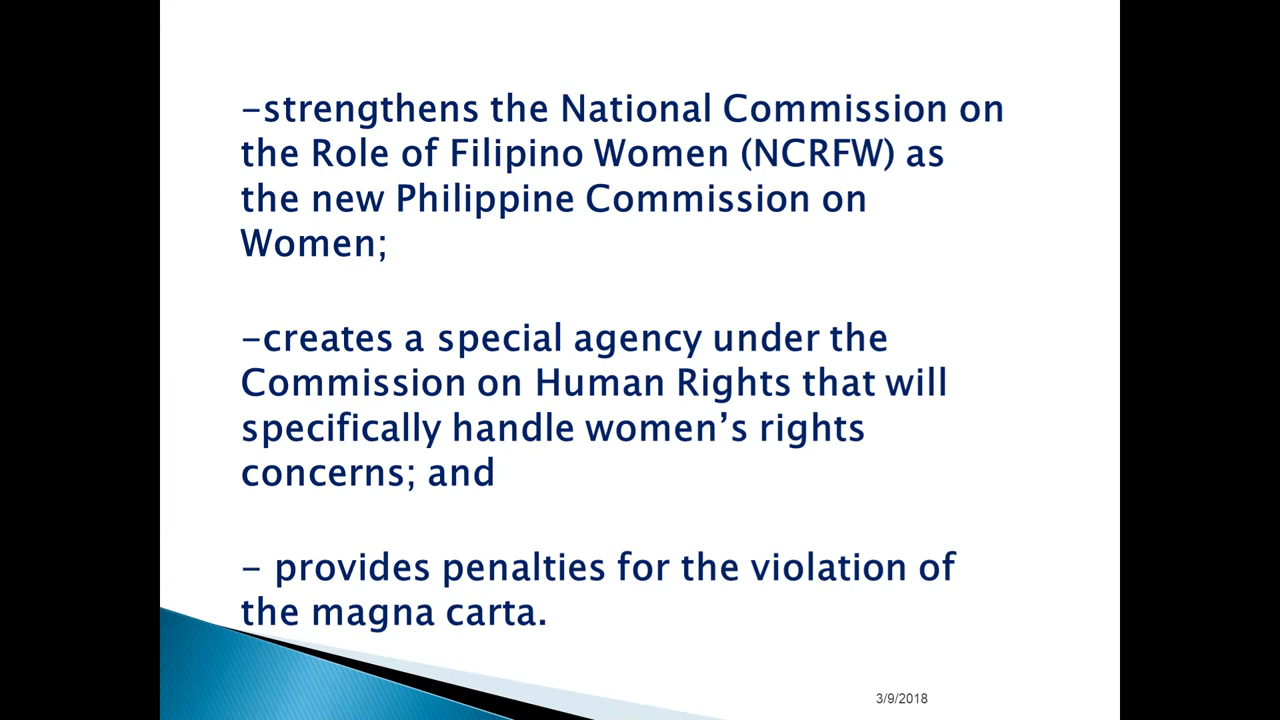 -strengthens the National Commission on
the Role of Filipino Women (NCRFW) as
the new Philippine Commission on
Women;
-creates a special agency under the
Commission on Human Rights that will
specifically handle women’s rights
concerns; and
- provides penalties for the violation of
the magna carta.
3/9/2018